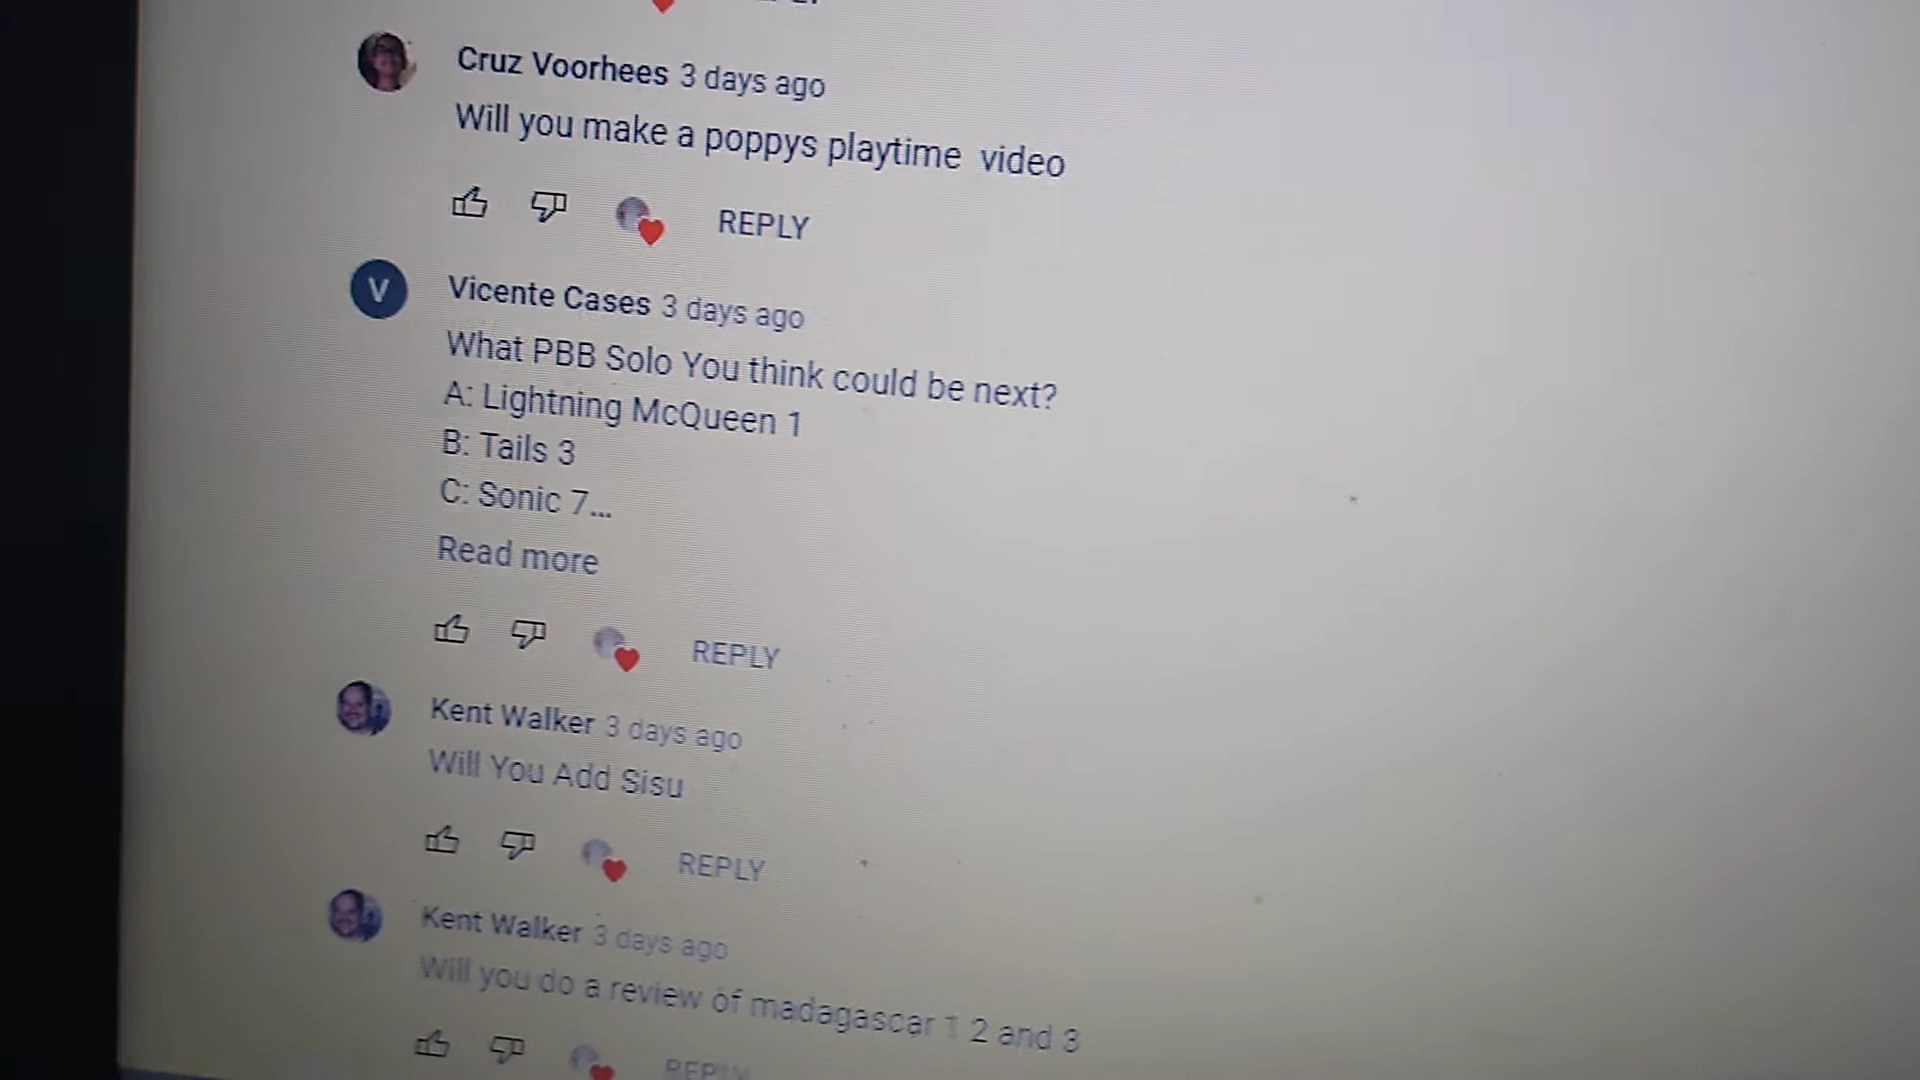 Cruz Voorhees 3 days ago
Will you make a poppys playtime video
REPLY
V
Vicente Cases 3 days ago
What PBB Solo You think could be next?
A: Lightning McQueen 1
B: Tails 3
C: Sonic 7...
Read more
REPLY
Kent Walker 3 days ago
Will You Add Sisu
REPLY
Kent Walker 3 days ago
Will you do a review of madagascar 1 2 and 3
REPLY